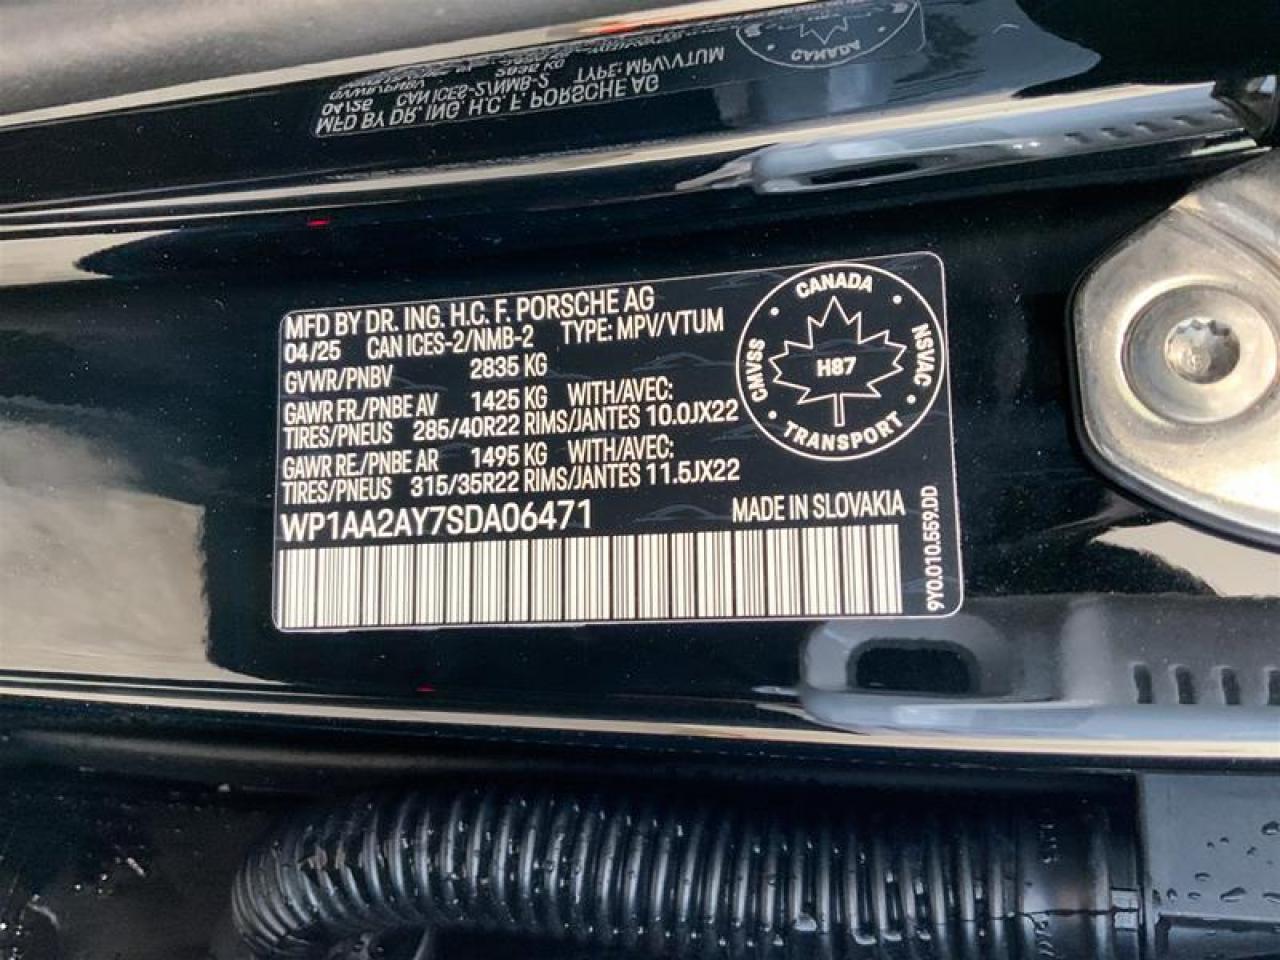 MFD BY DR. ING. H.C. F. PORSCHE AG
04/25 CAN ICES-2/NMB-2 TYPE: MPV/VTUM
GVWR/PNBV 2835 KG
GAWR FR./PNBE AV 1425 KG WITH/AVEC:
TIRES/PNEUS 285/40R22 RIMS/JANTES 10.0JX22
GAWR RE./PNBE AR 1495 KG WITH/AVEC:
TIRES/PNEUS 315/35R22 RIMS/JANTES 11.5JX22
WP1AA2AY7SDA06471 MADE IN SLOVAKIA
CANADA
CMVSS
NSVAC
H87
TRANSPORT
9Y0.010.559.DD